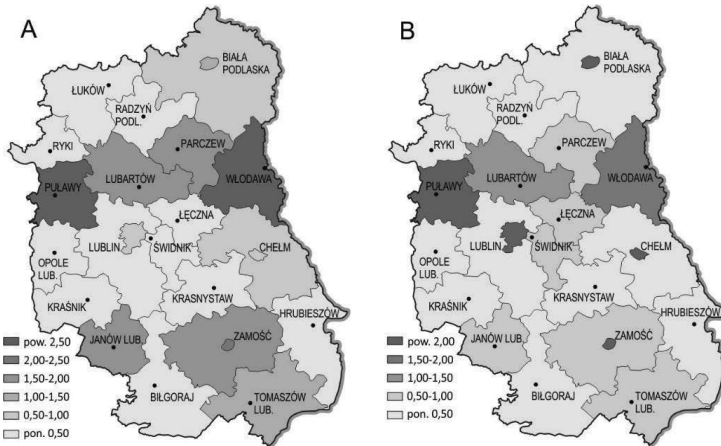 A
BIAŁA
PODLASKA
ŁUKÓW
RADZYŃ
PODL.
RYKI
PARCZEW
PUŁAWY
LUBARTÓW
WŁODAWA
ŁĘCZNA
LUBLIN
ŚWIDNIK
CHEŁM
OPOLE
LUB.
KRAŚNIK
KRASNYSTAW
HRUBIESZÓW
JANÓW LUB.
ZAMOŚĆ
BIŁGORAJ
TOMASZÓW
LUB.
pow. 2,50
2,00-2,50
1,50-2,00
1,00-1,50
0,50-1,00
pon. 0,50
B
BIAŁA
PODLASKA
ŁUKÓW
RADZYŃ
PODL.
RYKI
PARCZEW
PUŁAWY
LUBARTÓW
WŁODAWA
ŁĘCZNA
LUBLIN
ŚWIDNIK
CHEŁM
OPOLE
LUB.
KRAŚNIK
KRASNYSTAW
HRUBIESZÓW
JANÓW LUB.
ZAMOŚĆ
BIŁGORAJ
TOMASZÓW
LUB.
pow. 2,00
1,50-2,00
1,00-1,50
0,50-1,00
pon. 0,50